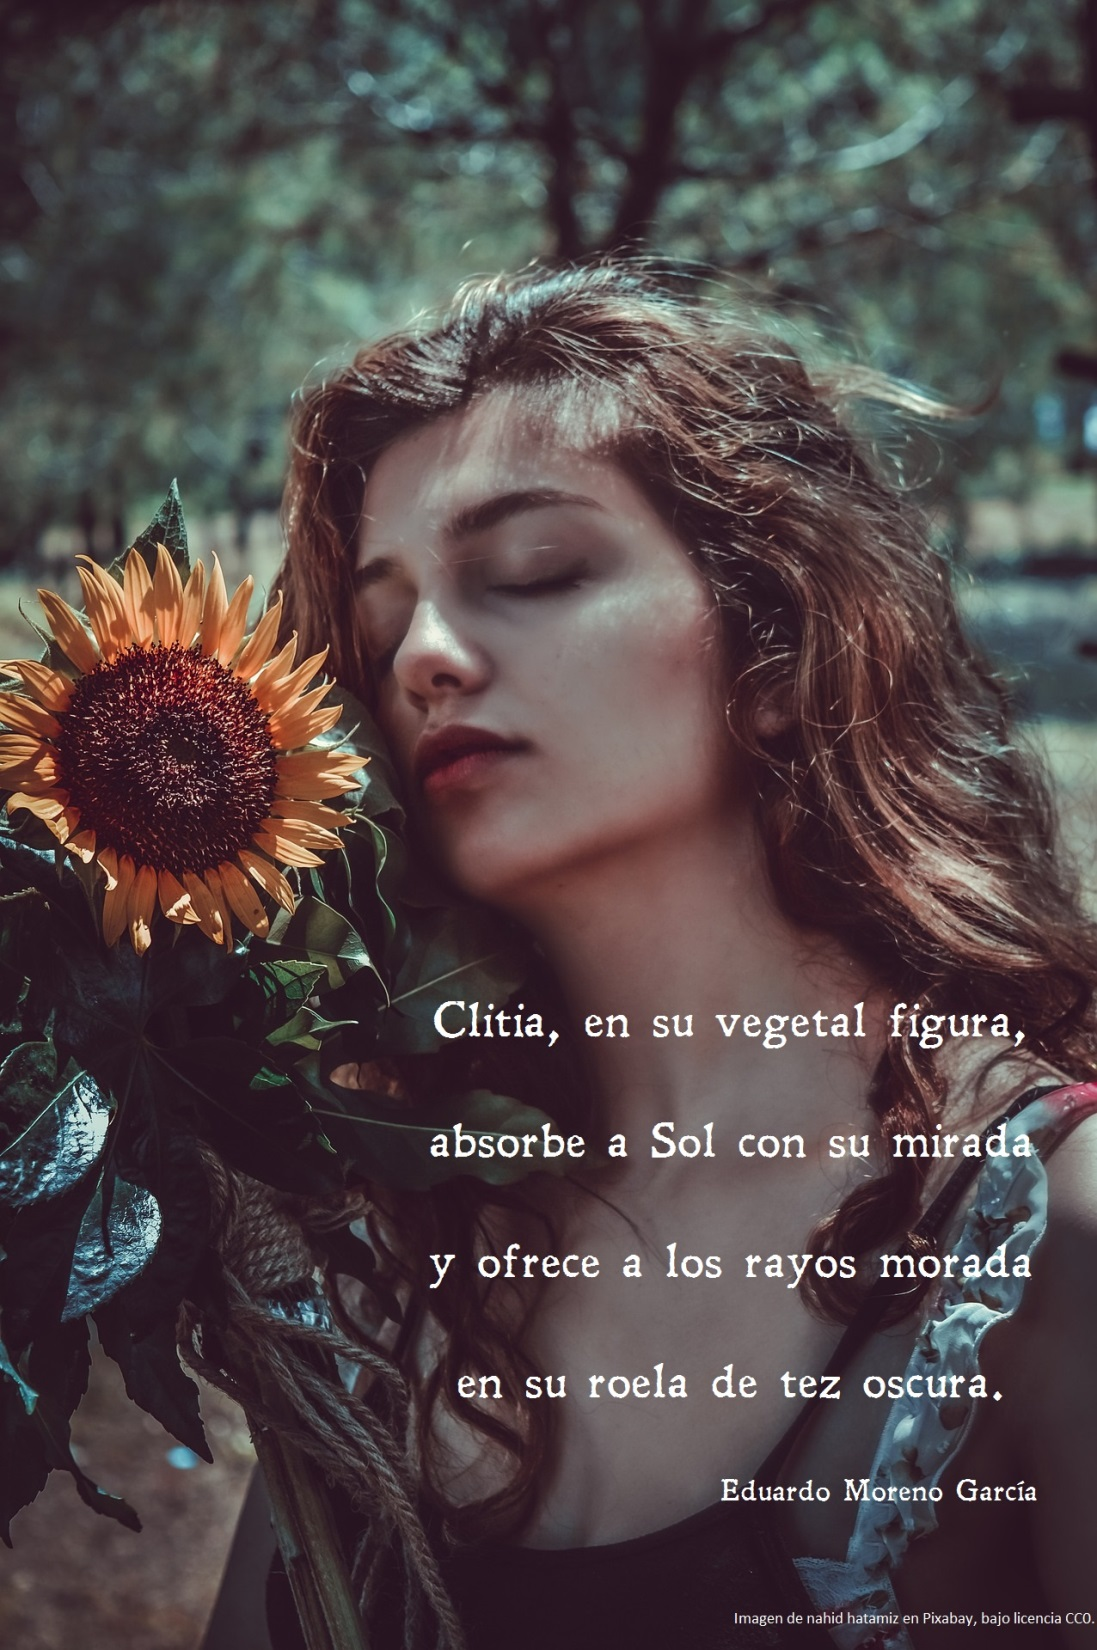 Clitia, en su vegetal figura,
absorbe a Sol con su mirada
y ofrece a los rayos morada
en su roela de tez oscura.
Eduardo Moreno García
Imagen de nahid hatamiz en Pixabay, bajo licencia CC0.